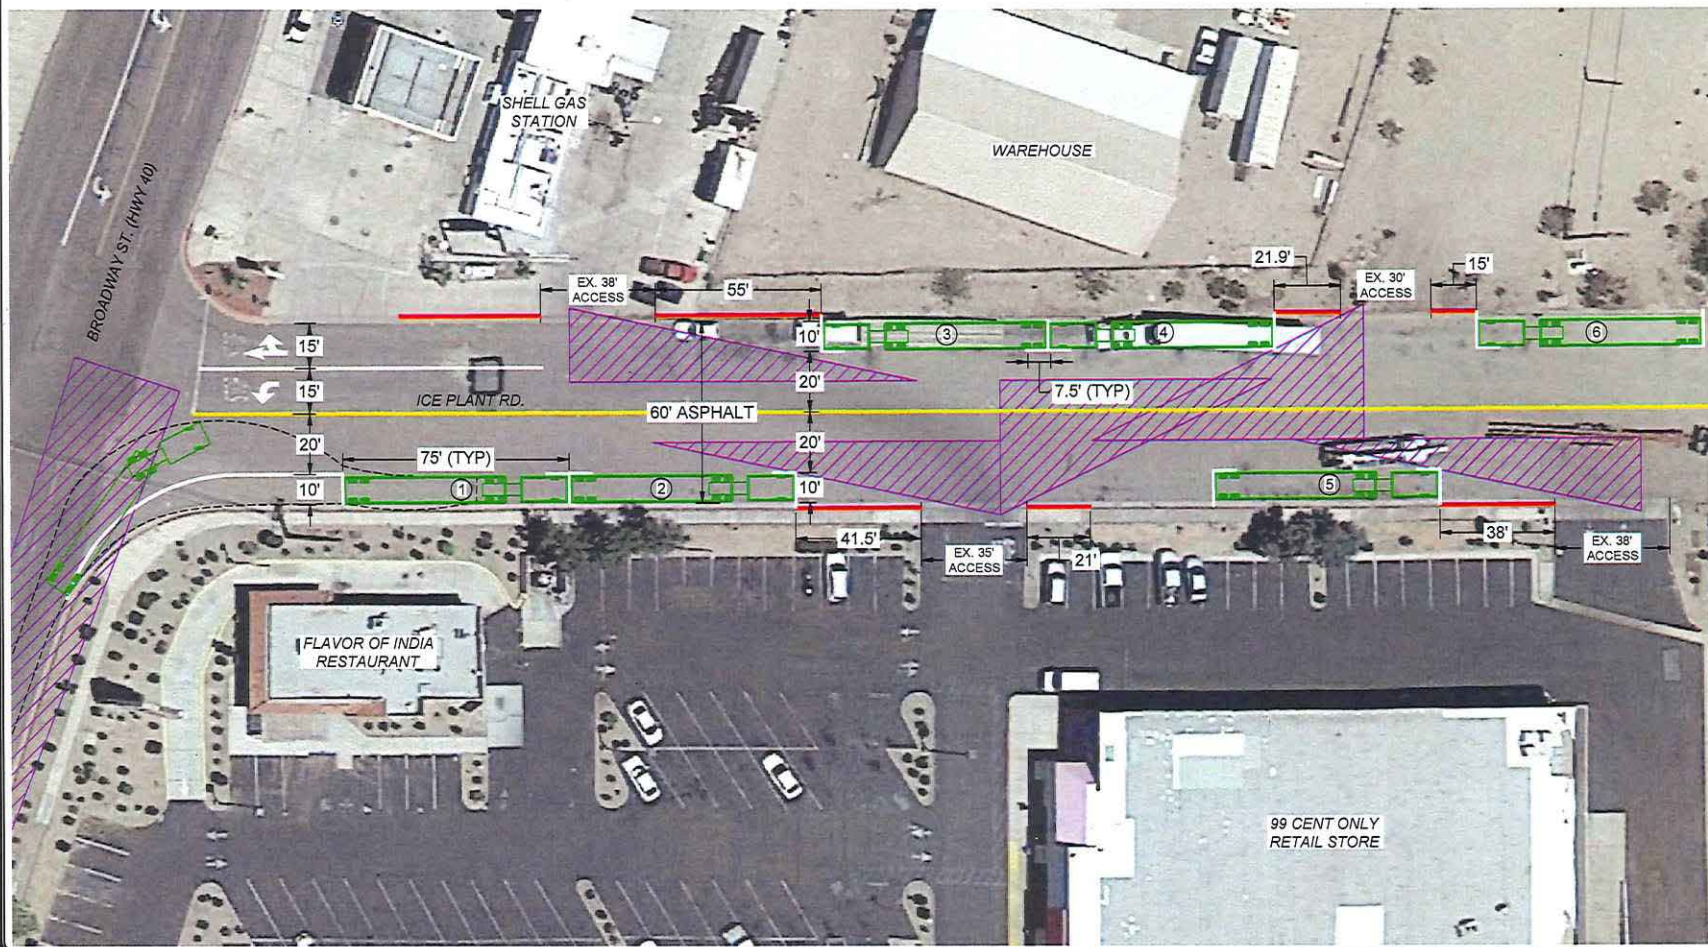 SHELL GAS
STATION
WAREHOUSE
BROADWAY ST. (HWY 40)
EX. 38'
ACCESS
55'
21.9'
EX. 30'
ACCESS
15'
15'
15'
10'
20'
3
4
6
7.5' (TYP)
ICE PLANT RD.
60' ASPHALT
20'
20'
75' (TYP)
10'
10'
1
2
5
41.5'
EX. 35'
ACCESS
21'
38'
EX. 38'
ACCESS
FLAVOR OF INDIA
RESTAURANT
99 CENT ONLY
RETAIL STORE